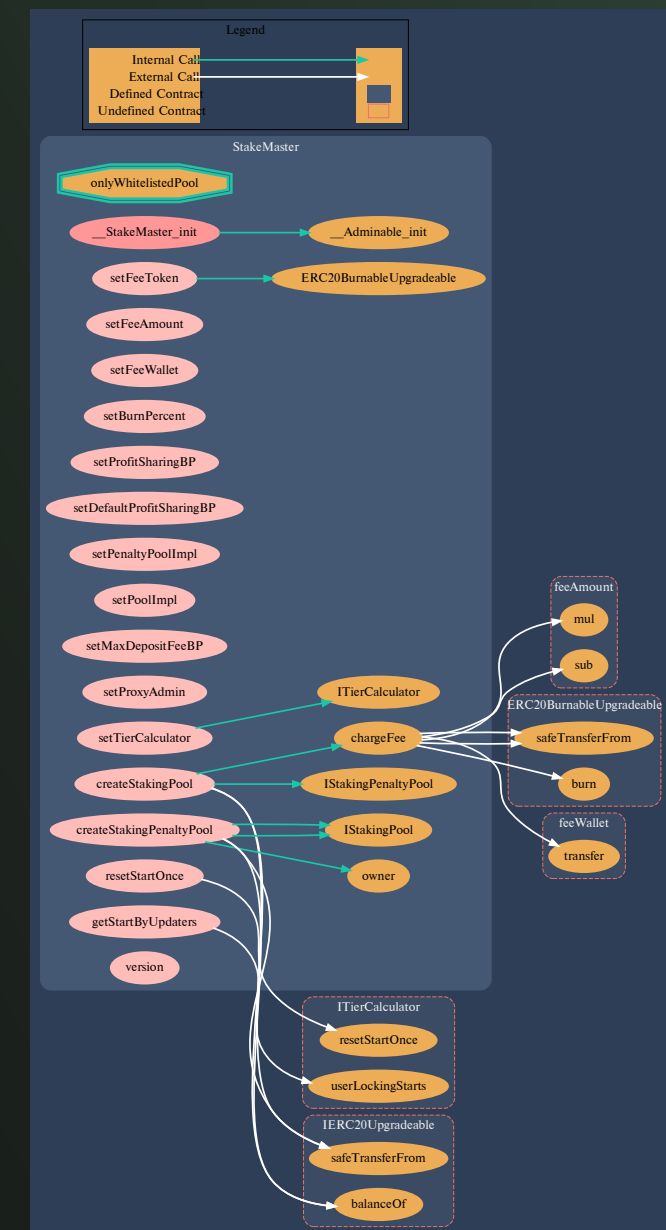 Legend
Internal Call
External Call
Defined Contract
Undefined Contract
StakeMaster
onlyWhitelistedPool
__StakeMaster_init
__Adminable_init
setFeeToken
ERC20BurnableUpgradeable
setFeeAmount
setFeeWallet
setBurnPercent
setProfitSharingBP
setDefaultProfitSharingBP
setPenaltyPoolImpl
setPoolImpl
setMaxDepositFeeBP
setProxyAdmin
ITierCalculator
setTierCalculator
chargeFee
createStakingPool
IStakingPenaltyPool
createStakingPenaltyPool
IStakingPool
resetStartOnce
owner
getStartByUpdaters
version
feeAmount
mul
sub
ERC20BurnableUpgradeable
safeTransferFrom
burn
feeWallet
transfer
ITierCalculator
resetStartOnce
userLockingStarts
IERC20Upgradeable
safeTransferFrom
balanceOf